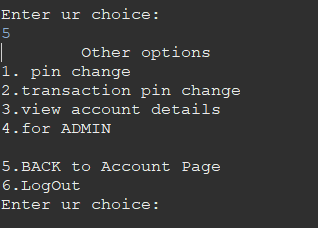 Enter ur choice:
5
Other options
1. pin change
2.transaction pin change
3.view account details
4.for ADMIN
5.BACK to Account Page
6.LogOut
Enter ur choice: